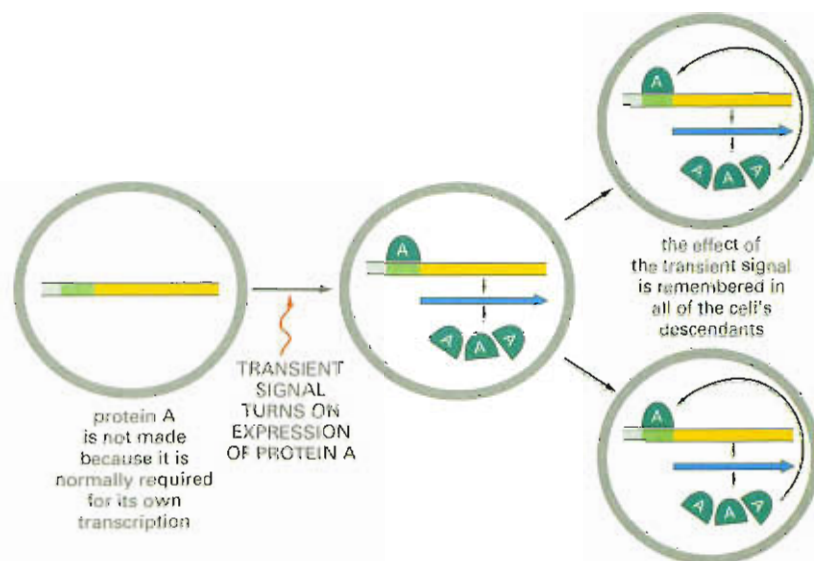 A
A A A
A
A A A
protein A
is not made
because it is
normally required
for its own
transcription
TRANSIENT
SIGNAL
TURNS ON
EXPRESSION
OF PROTEIN A
the effect of
the transient signal
is remembered in
all of the cell's
descendants
A
A A A